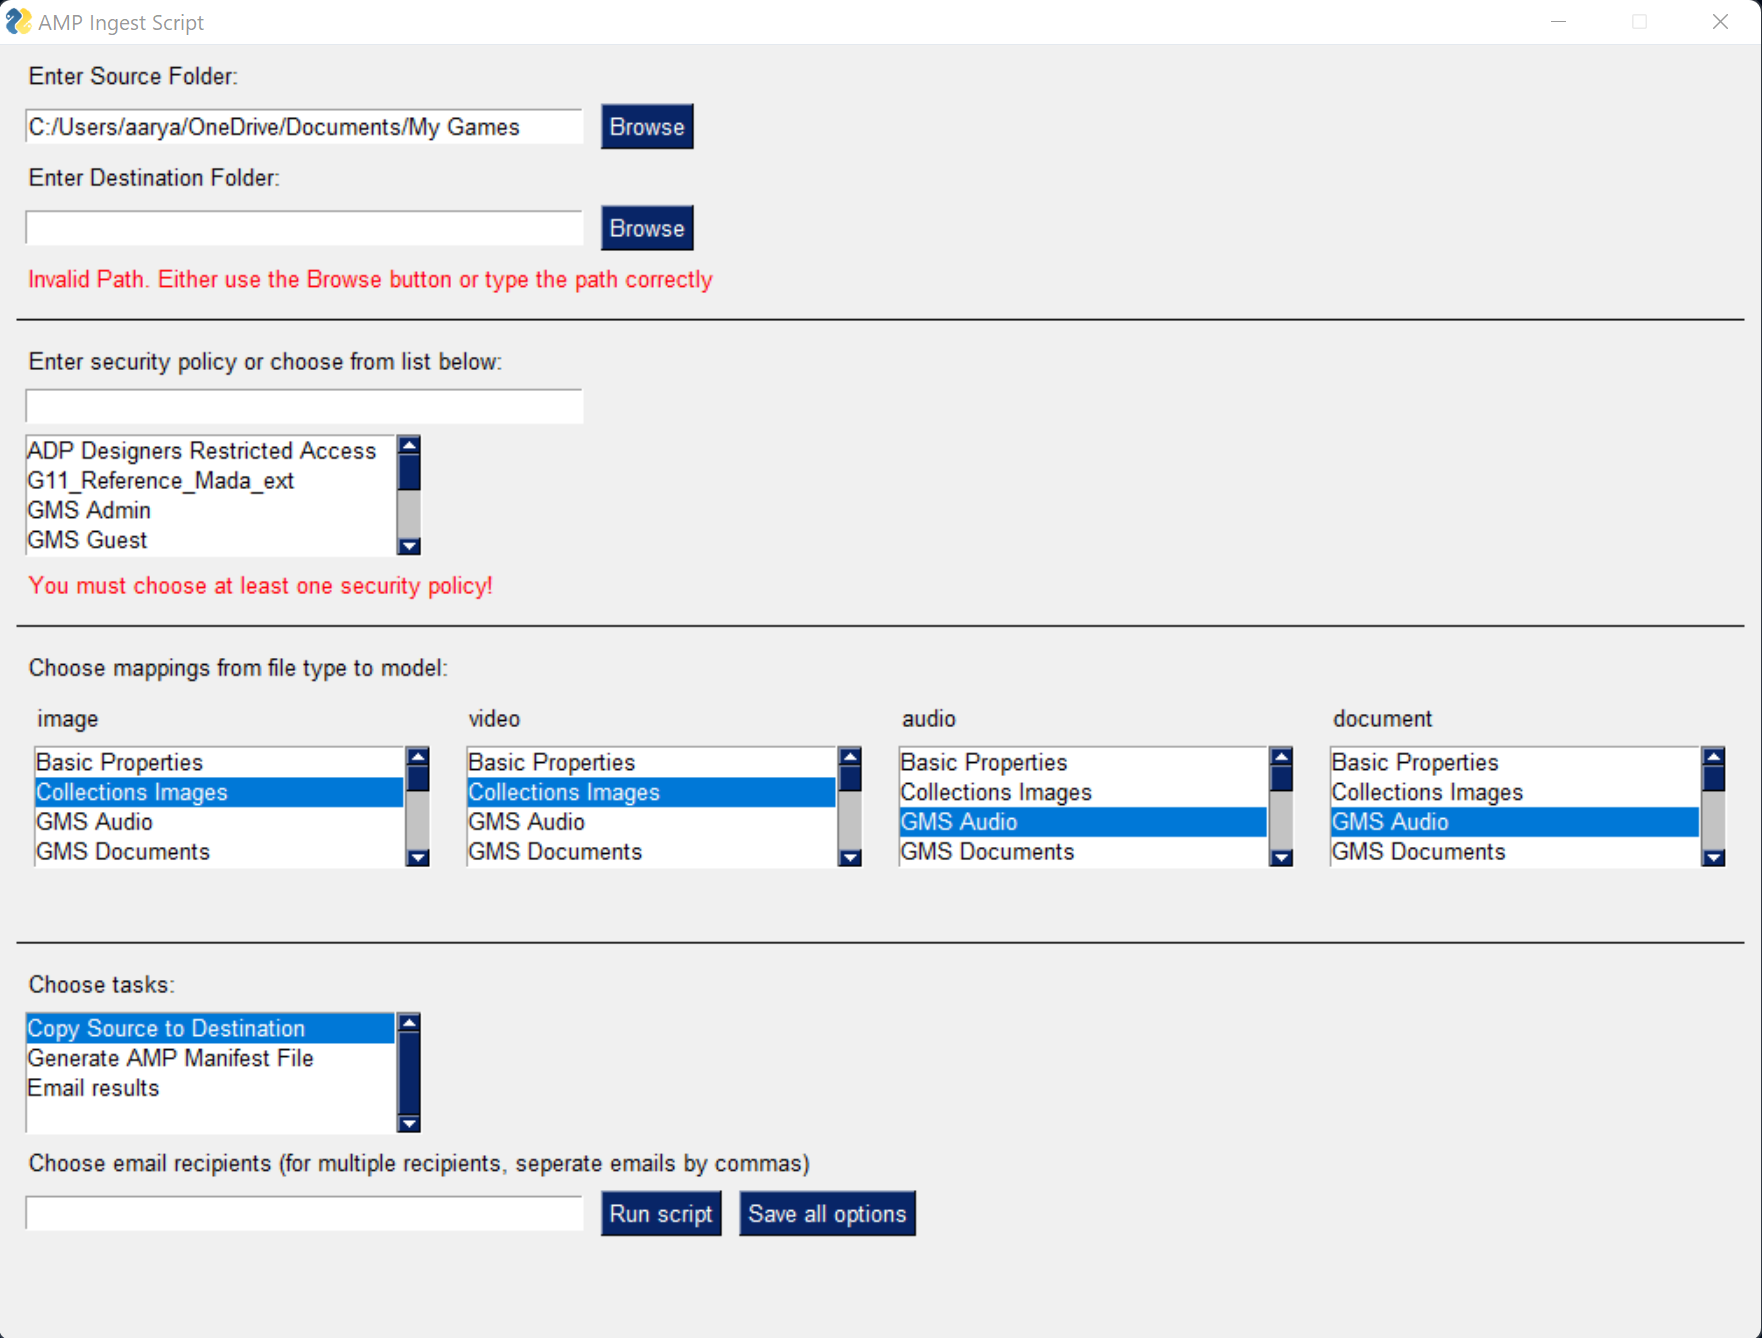 AMP Ingest Script
Enter Source Folder:
C:/Users/aarya/OneDrive/Documents/My Games
Browse
Enter Destination Folder:
Browse
Invalid Path. Either use the Browse button or type the path correctly
Enter security policy or choose from list below:
ADP Designers Restricted Access
G11_Reference_Mada_ext
GMS Admin
GMS Guest
You must choose at least one security policy!
Choose mappings from file type to model:
image
Basic Properties
Collections Images
GMS Audio
GMS Documents
video
Basic Properties
Collections Images
GMS Audio
GMS Documents
audio
Basic Properties
Collections Images
GMS Audio
GMS Documents
document
Basic Properties
Collections Images
GMS Audio
GMS Documents
Choose tasks:
Copy Source to Destination
Generate AMP Manifest File
Email results
Choose email recipients (for multiple recipients, seperate emails by commas)
Run script
Save all options